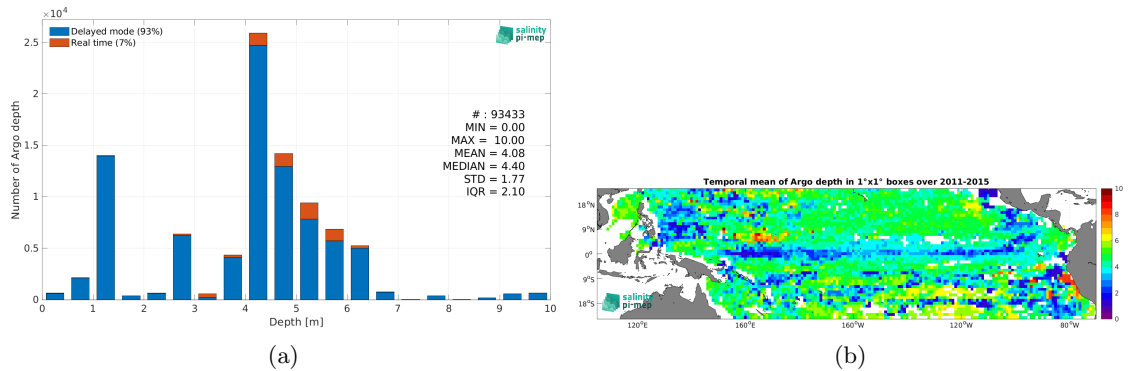 ×10⁴
Delayed mode (93%)
Real time (7%)
salinity
pi-mep
2.5
2
1.5
1
0.5
0
Number of Argo depth
# : 93433
MIN = 0.00
MAX = 10.00
MEAN = 4.08
MEDIAN = 4.40
STD = 1.77
IQR = 2.10
0 1 2 3 4 5 6 7 8 9 10
Depth [m]
(a)
Temporal mean of Argo depth in 1°x1° boxes over 2011-2015
18°N
9°N
0°
9°S
18°S
salinity
pi-mep
120°E 160°E 160°W 120°W 80°W
10
8
6
4
2
0
(b)